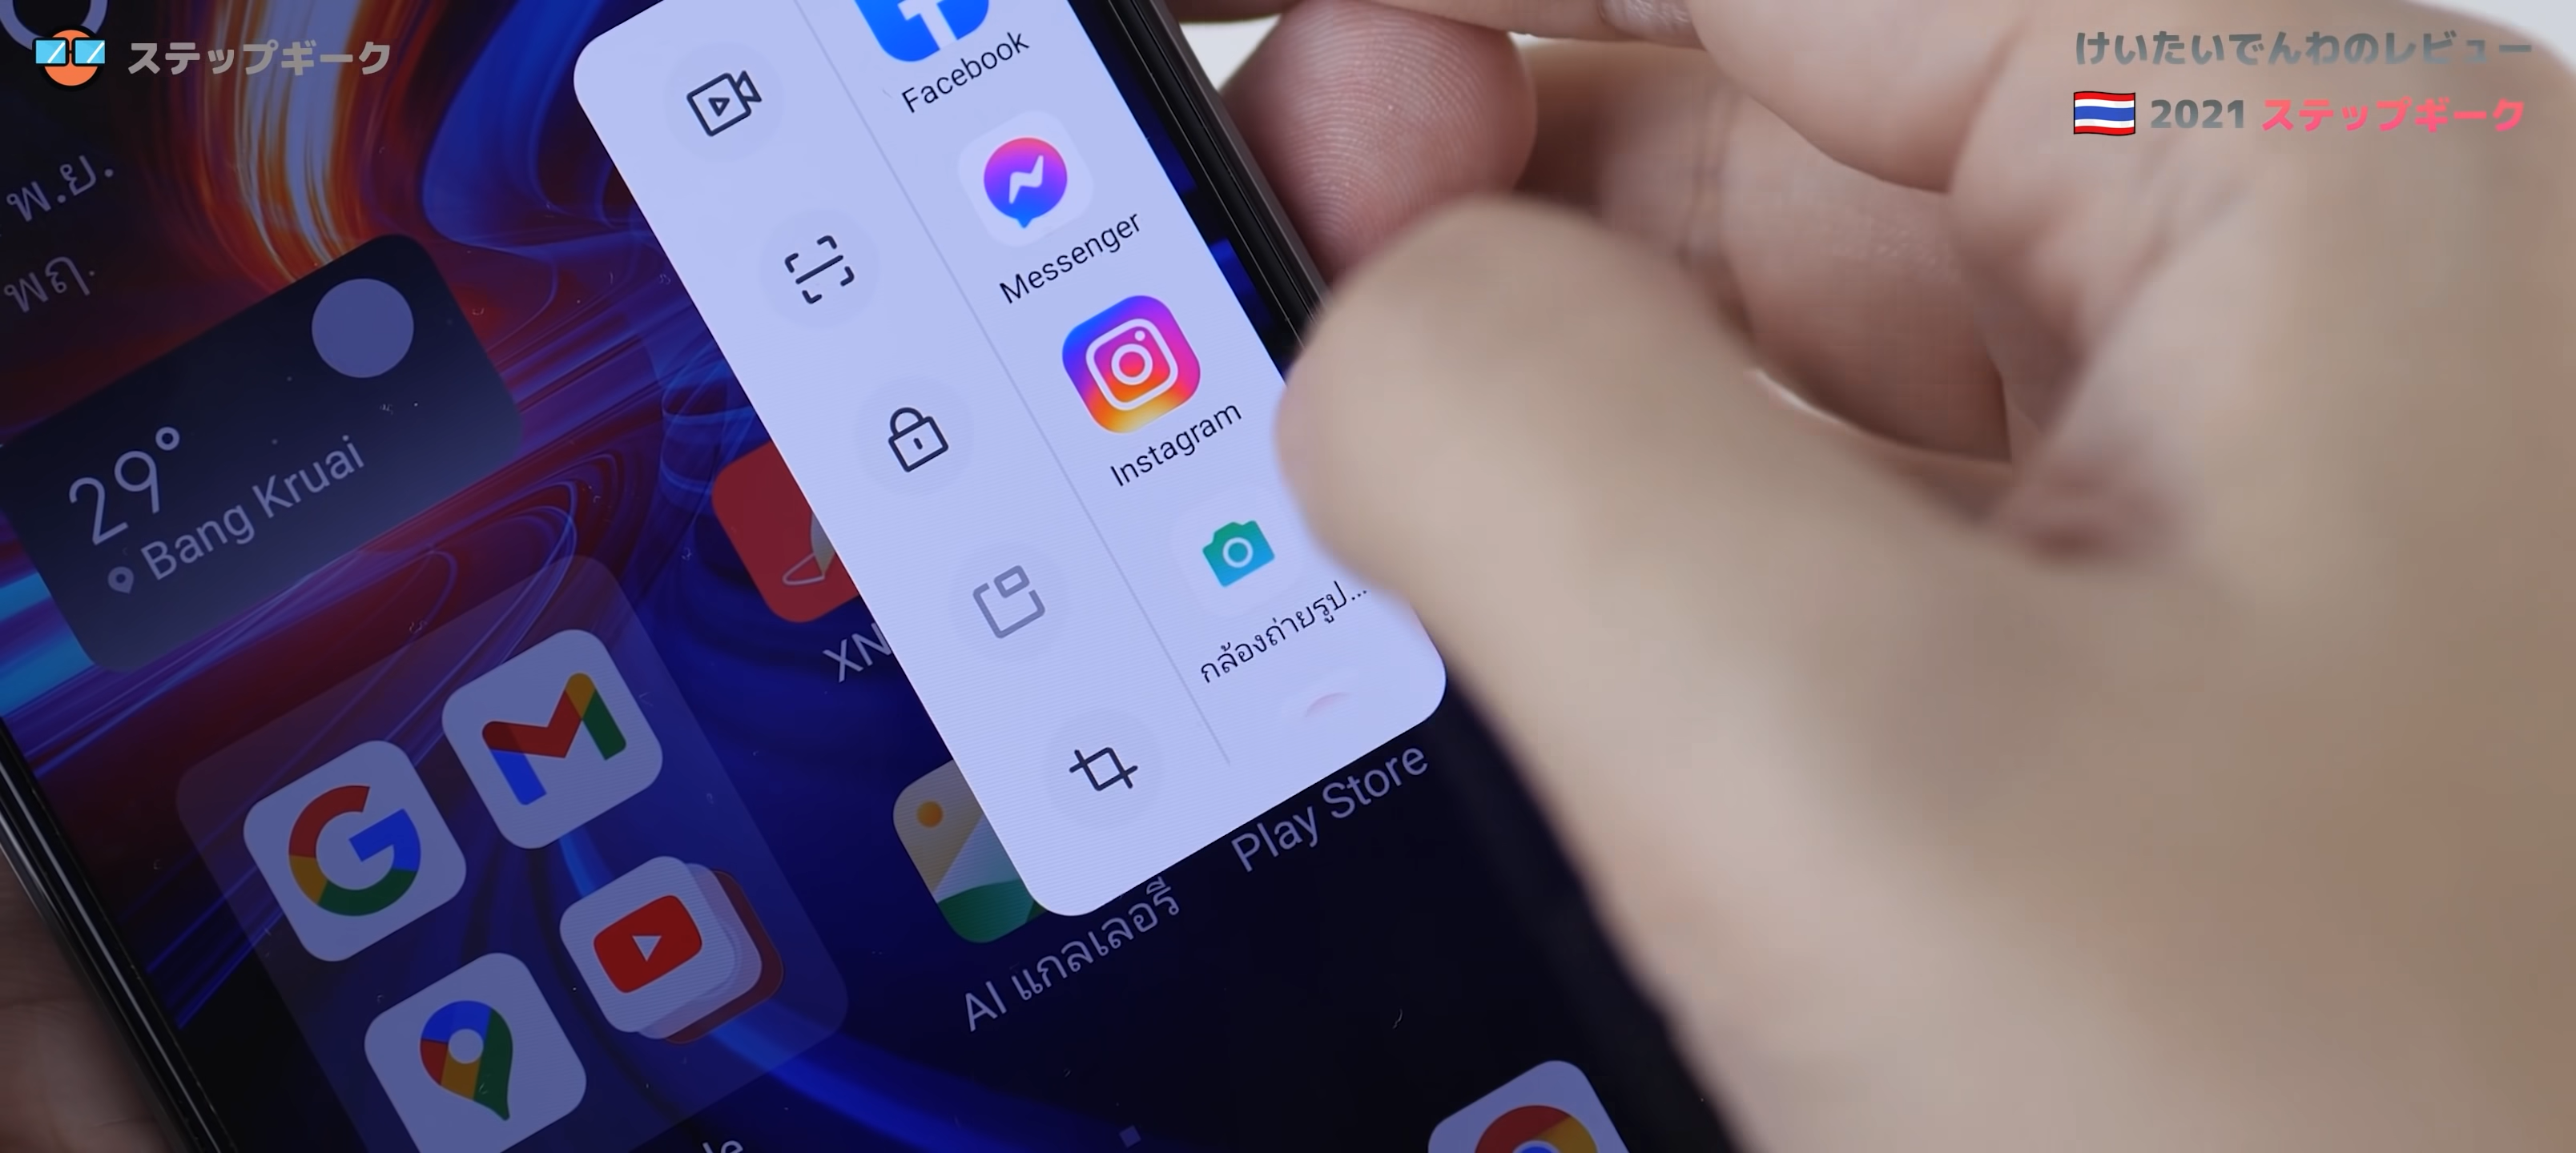 ステップギーク
けいたいでんわのレビュー
2021 ステップギーク
พ.ย.
พฤ.
29°
Bang Kruai
Facebook
Messenger
Instagram
กล้องถ่ายรูป...
XN
Play Store
AI แกลเลอรี
le